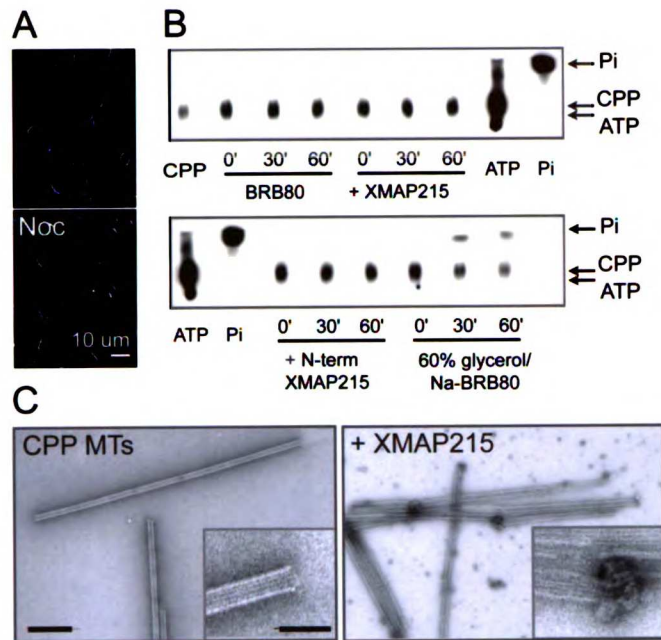 A
B
Pi
CPP
ATP
CPP 0' 30' 60' 0' 30' 60' ATP Pi
BRB80 + XMAP215
Noc
10 um
Pi
CPP
ATP
ATP Pi 0' 30' 60' 0' 30' 60'
+ N-term XMAP215
60% glycerol/ Na-BRB80
C
CPP MTs
+ XMAP215